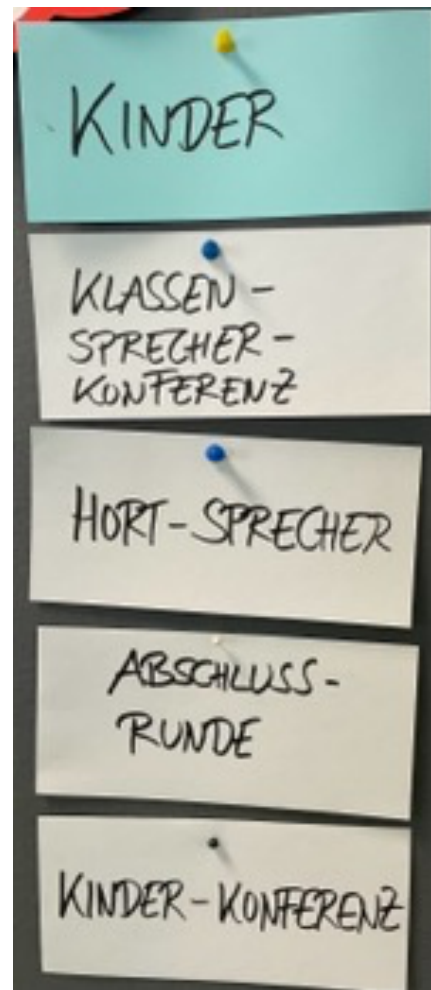 KINDER
KLASSEN-
SPRECHER-
KONFERENZ
HORT-SPRECHER
ABSCHLUSS-
RUNDE
KINDER-KONFERENZ